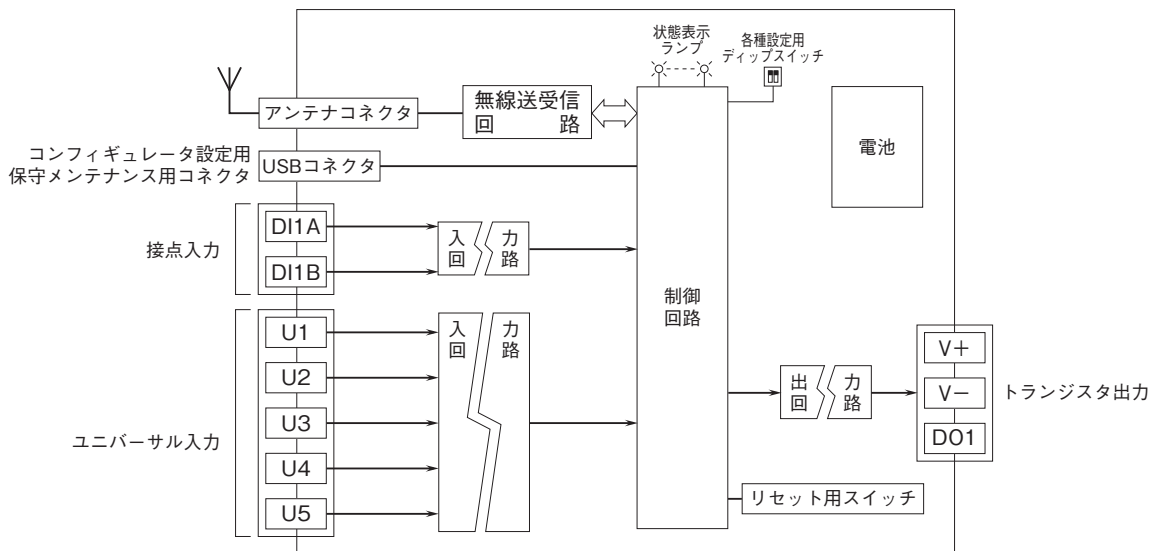 状態表示
ランプ
各種設定用
ディップスイッチ
アンテナコネクタ
無線送受信
回 路
コンフィギュレータ設定用
保守メンテナンス用コネクタ
USBコネクタ
電池
接点入力
DI1A
DI1B
入 力
回 路
制御
回路
ユニバーサル入力
U1
U2
U3
U4
U5
入 力
回 路
出 力
回 路
V+
V−
DO1
トランジスタ出力
リセット用スイッチ